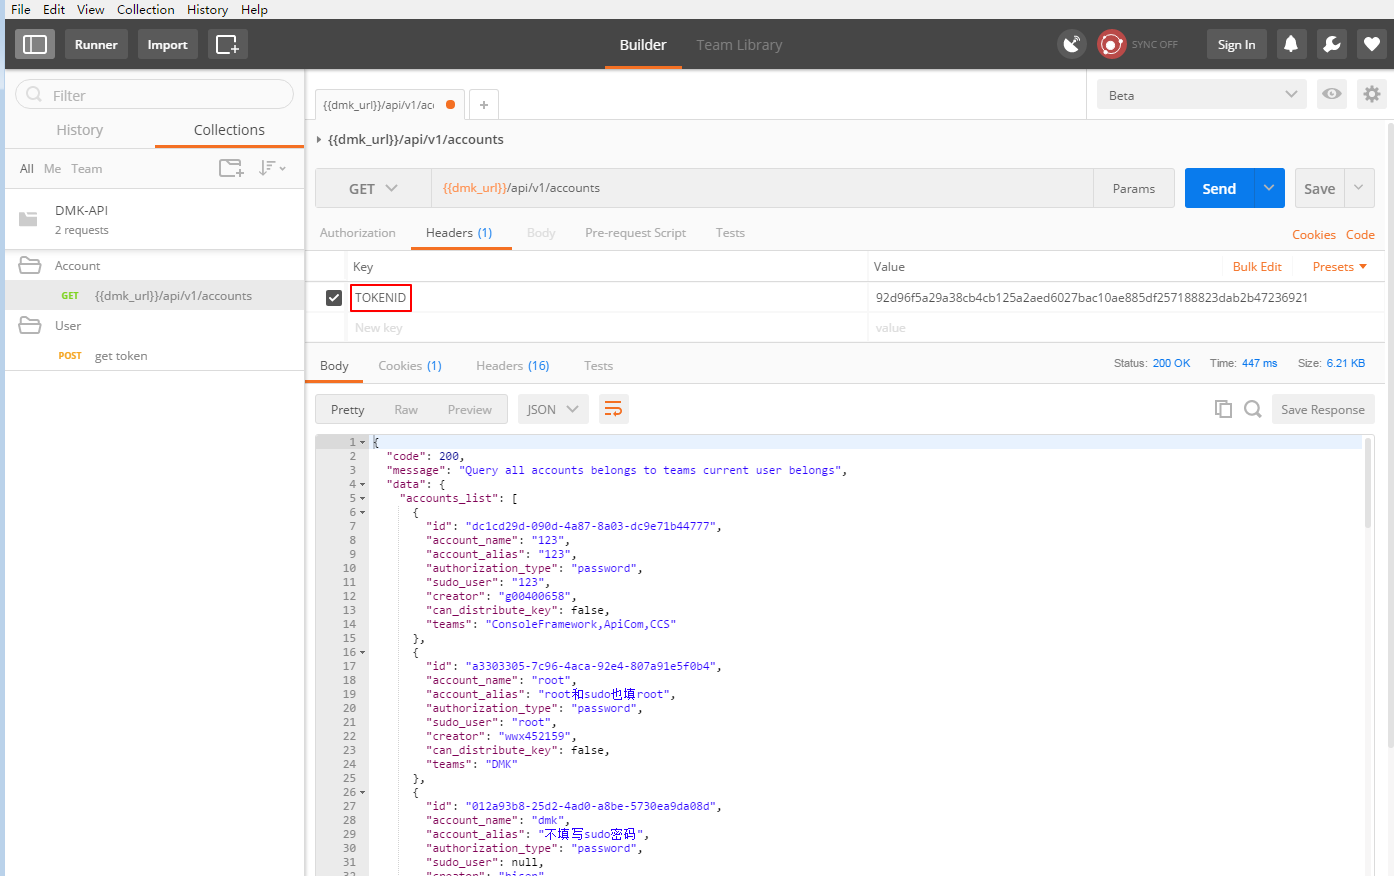 File Edit View Collection History Help
Runner Import Builder Team Library SYNC OFF Sign In
Filter
History Collections
All Me Team
DMK-API
2 requests
Account
GET {{dmk_url}}/api/v1/accounts
User
POST get token
{{dmk_url}}/api/v1/acc +
Beta
{{dmk_url}}/api/v1/accounts
GET {{dmk_url}}/api/v1/accounts Params Send Save
Authorization Headers (1) Body Pre-request Script Tests Cookies Code
Key Value Bulk Edit Presets
TOKENID 92d96f5a29a38cb4cb125a2aed6027bac10ae885df257188823dab2b47236921
New key value
Body Cookies (1) Headers (16) Tests Status: 200 OK Time: 447 ms Size: 6.21 KB
Pretty Raw Preview JSON Save Response
1 {
2 "code": 200,
3 "message": "Query all accounts belongs to teams current user belongs",
4 "data": {
5 "accounts_list": [
6 {
7 "id": "dc1cd29d-090d-4a87-8a03-dc9e71b44777",
8 "account_name": "123",
9 "account_alias": "123",
10 "authorization_type": "password",
11 "sudo_user": "123",
12 "creator": "g00400658",
13 "can_distribute_key": false,
14 "teams": "ConsoleFramework,ApiCom,CCS"
15 },
16 {
17 "id": "a3303305-7c96-4aca-92e4-807a91e5f0b4",
18 "account_name": "root",
19 "account_alias": "root和sudo也填root",
20 "authorization_type": "password",
21 "sudo_user": "root",
22 "creator": "wwx452159",
23 "can_distribute_key": false,
24 "teams": "DMK"
25 },
26 {
27 "id": "012a93b8-25d2-4ad0-a8be-5730ea9da08d",
28 "account_name": "dmk",
29 "account_alias": "不填写sudo密码",
30 "authorization_type": "password",
31 "sudo_user": null,
32 "creator":